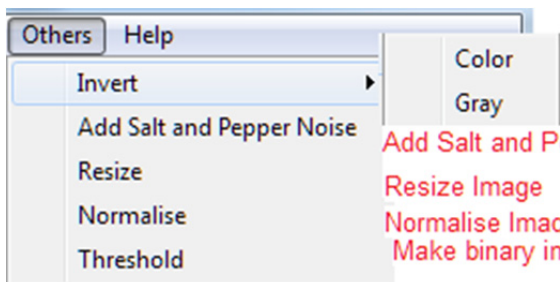 Others Help
Invert
Color
Gray
Add Salt and Pepper Noise
Add Salt and P
Resize
Resize Image
Normalise
Normalise Imag
Threshold
Make binary in